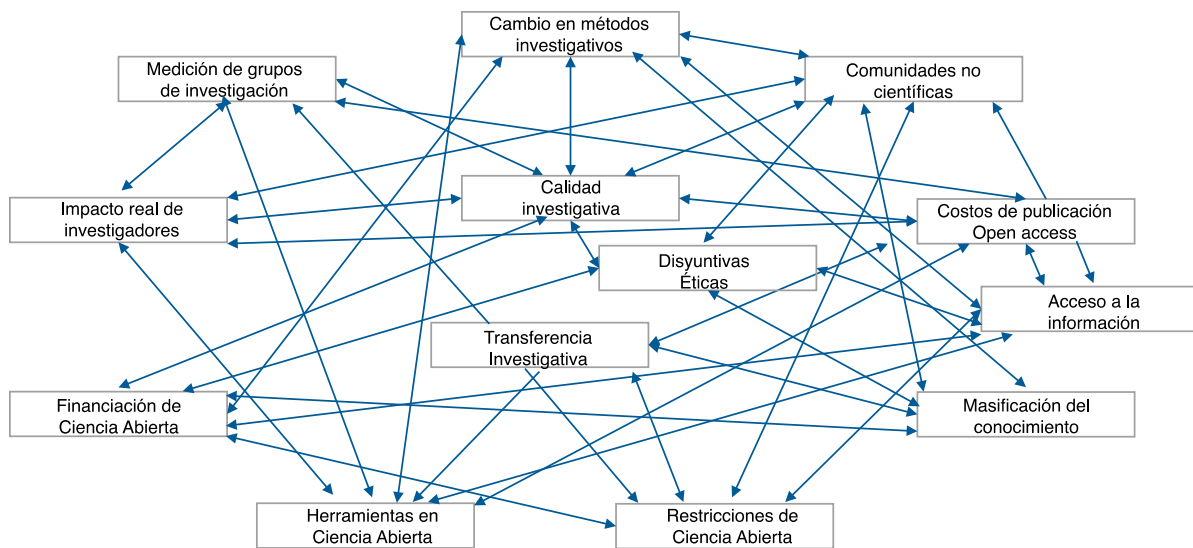 Cambio en métodos
investigativos
Medición de grupos
de investigación
Comunidades no
científicas
Calidad
investigativa
Impacto real de
investigadores
Costos de publicación
Open access
Disyuntivas
Éticas
Acceso a la
información
Transferencia
Investigativa
Financiación de
Ciencia Abierta
Masificación del
conocimiento
Herramientas en
Ciencia Abierta
Restricciones de
Ciencia Abierta